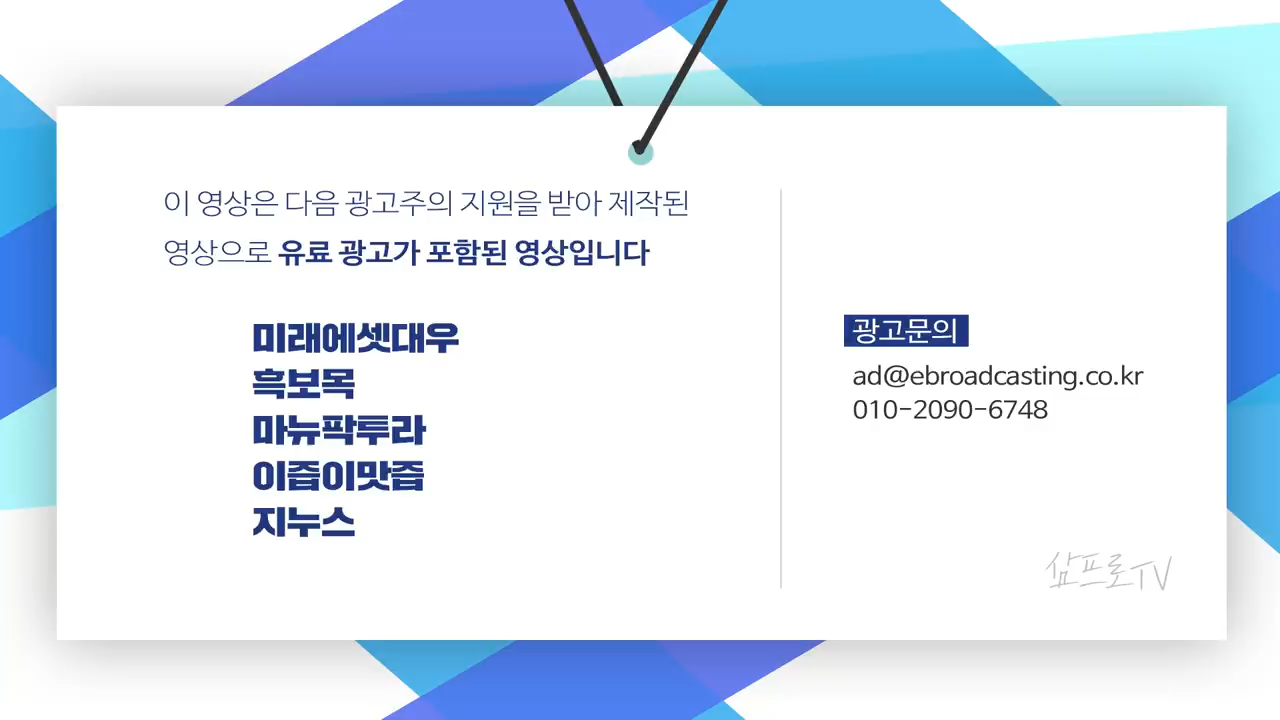 이 영상은 다음 광고주의 지원을 받아 제작된
영상으로 유료 광고가 포함된 영상입니다
미래에셋대우
흑보목
마뉴팍투라
이즙이맛즙
지누스
광고문의
ad@ebroadcasting.co.kr
010-2090-6748
삼프로TV